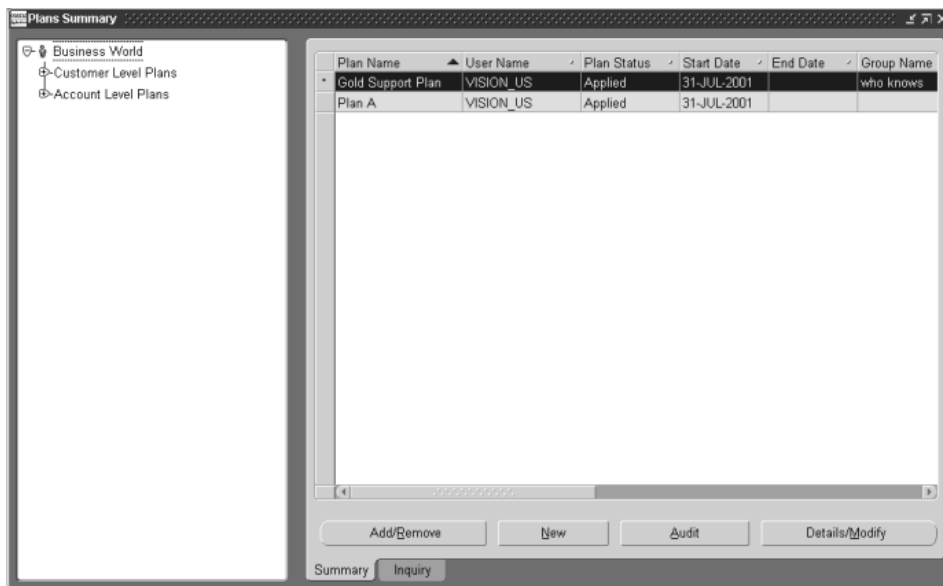 Plans Summary
Business World
Customer Level Plans
Account Level Plans
Plan Name User Name Plan Status Start Date End Date Group Name
Gold Support Plan VISION_US Applied 31-JUL-2001 who knows
Plan A VISION_US Applied 31-JUL-2001
Add/Remove New Audit Details/Modify
Summary Inquiry